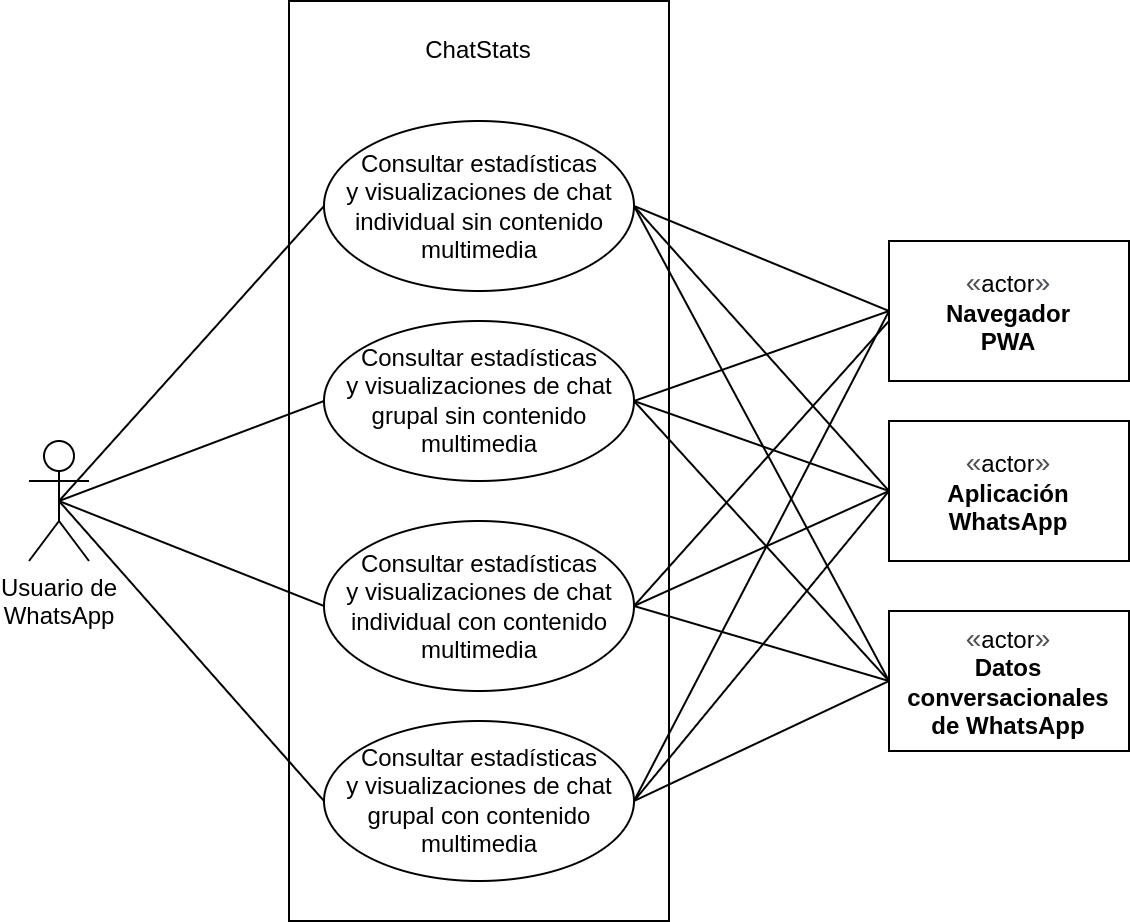 ChatStats
Consultar estadísticas
y visualizaciones de chat
individual sin contenido
multimedia
Consultar estadísticas
y visualizaciones de chat
grupal sin contenido
multimedia
Consultar estadísticas
y visualizaciones de chat
individual con contenido
multimedia
Consultar estadísticas
y visualizaciones de chat
grupal con contenido
multimedia
Usuario de
WhatsApp
«actor»
Navegador
PWA
«actor»
Aplicación
WhatsApp
«actor»
Datos
conversacionales
de WhatsApp